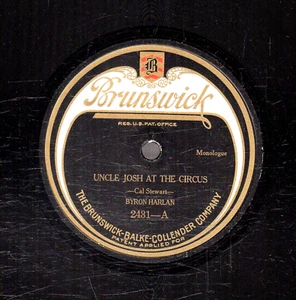 B
Brunswick
REG. U.S. PAT. OFFICE
Monologue
UNCLE JOSH AT THE CIRCUS
—Cal Stewart—
BYRON HARLAN
2431—A
THE BRUNSWICK-BALKE-COLLENDER COMPANY
PATENT APPLIED FOR